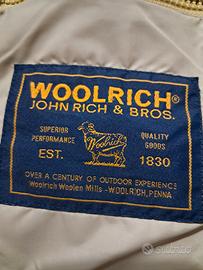 WOOLRICH®
JOHN RICH & BROS.
SUPERIOR PERFORMANCE
QUALITY GOODS
Woolrich
EST. 1830
OVER A CENTURY OF OUTDOOR EXPERIENCE
Woolrich Woolen Mills - WOOLRICH, PENNA
subito